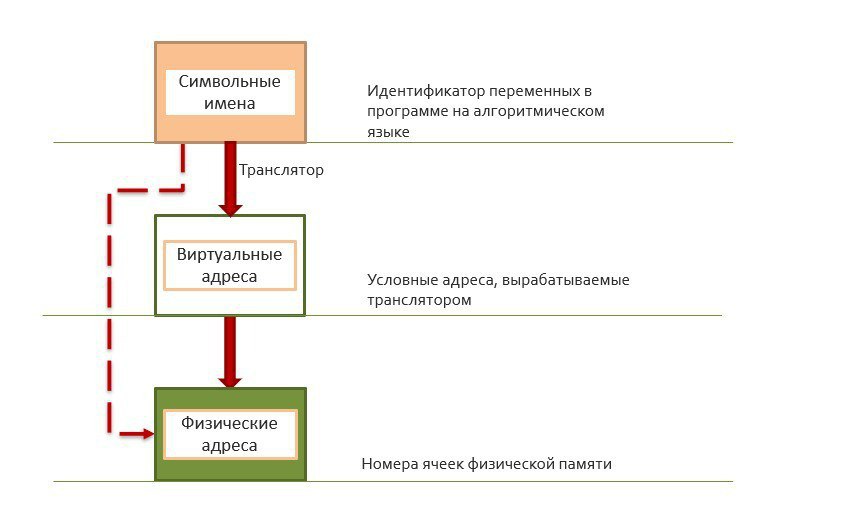 Символьные
имена
Идентификатор переменных в
программе на алгоритмическом
языке
Транслятор
Виртуальные
адреса
Условные адреса, вырабатываемые
транслятором
Физические
адреса
Номера ячеек физической памяти